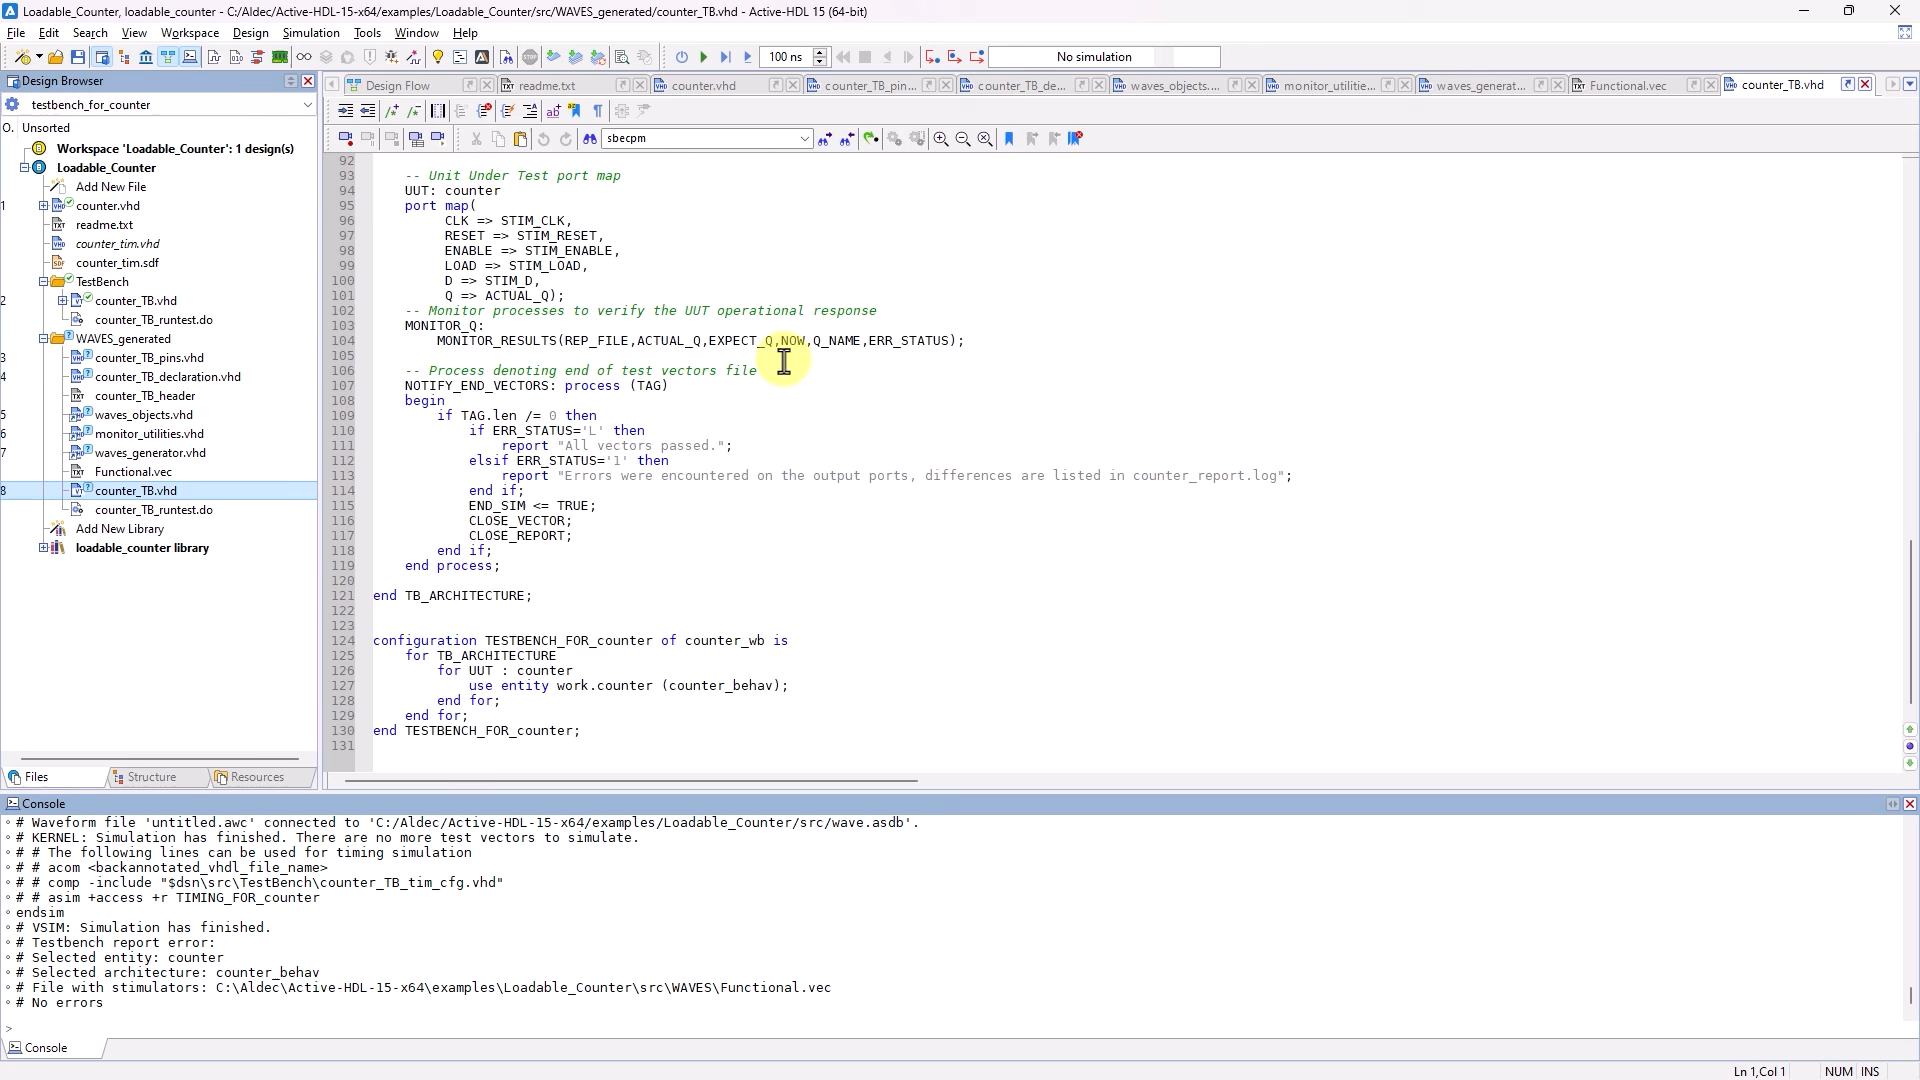 Loadable_Counter, loadable_counter - C:/Aldec/Active-HDL-15-x64/examples/Loadable_Counter/src/WAVES_generated/counter_TB.vhd - Active-HDL 15 (64-bit)
File Edit Search View Workspace Design Simulation Tools Window Help
100 ns No simulation
Design Browser
Design Flow readme.txt counter.vhd counter_TB_pin... counter_TB_de... waves_objects.... monitor_utilitie... waves_generat... Functional.vec counter_TB.vhd
testbench_for_counter
O. Unsorted
sbecpm
Workspace 'Loadable_Counter': 1 design(s)
Loadable_Counter
Add New File
1 counter.vhd
readme.txt
counter_tim.vhd
counter_tim.sdf
TestBench
2 counter_TB.vhd
counter_TB_runtest.do
WAVES_generated
3 counter_TB_pins.vhd
4 counter_TB_declaration.vhd
counter_TB_header
5 waves_objects.vhd
6 monitor_utilities.vhd
7 waves_generator.vhd
Functional.vec
8 counter_TB.vhd
counter_TB_runtest.do
Add New Library
loadable_counter library
Files Structure Resources
92
93 -- Unit Under Test port map
94 UUT: counter
95 port map(
96 CLK => STIM_CLK,
97 RESET => STIM_RESET,
98 ENABLE => STIM_ENABLE,
99 LOAD => STIM_LOAD,
100 D => STIM_D,
101 Q => ACTUAL_Q);
102 -- Monitor processes to verify the UUT operational response
103 MONITOR_Q:
104 MONITOR_RESULTS(REP_FILE,ACTUAL_Q,EXPECT_Q,NOW,Q_NAME,ERR_STATUS);
105
106 -- Process denoting end of test vectors file
107 NOTIFY_END_VECTORS: process (TAG)
108 begin
109 if TAG.len /= 0 then
110 if ERR_STATUS='L' then
111 report "All vectors passed.";
112 elsif ERR_STATUS='1' then
113 report "Errors were encountered on the output ports, differences are listed in counter_report.log";
114 end if;
115 END_SIM <= TRUE;
116 CLOSE_VECTOR;
117 CLOSE_REPORT;
118 end if;
119 end process;
120
121 end TB_ARCHITECTURE;
122
123
124 configuration TESTBENCH_FOR_counter of counter_wb is
125 for TB_ARCHITECTURE
126 for UUT : counter
127 use entity work.counter (counter_behav);
128 end for;
129 end for;
130 end TESTBENCH_FOR_counter;
131
Console
# Waveform file 'untitled.awc' connected to 'C:/Aldec/Active-HDL-15-x64/examples/Loadable_Counter/src/wave.asdb'.
# KERNEL: Simulation has finished. There are no more test vectors to simulate.
# # The following lines can be used for timing simulation
# # acom <backannotated_vhdl_file_name>
# # comp -include "$dsn\src\TestBench\counter_TB_tim_cfg.vhd"
# # asim +access +r TIMING_FOR_counter
endsim
# VSIM: Simulation has finished.
# Testbench report error:
# Selected entity: counter
# Selected architecture: counter_behav
# File with stimulators: C:\Aldec\Active-HDL-15-x64\examples\Loadable_Counter\src\WAVES\Functional.vec
# No errors
>
Console
Ln 1,Col 1 NUM INS